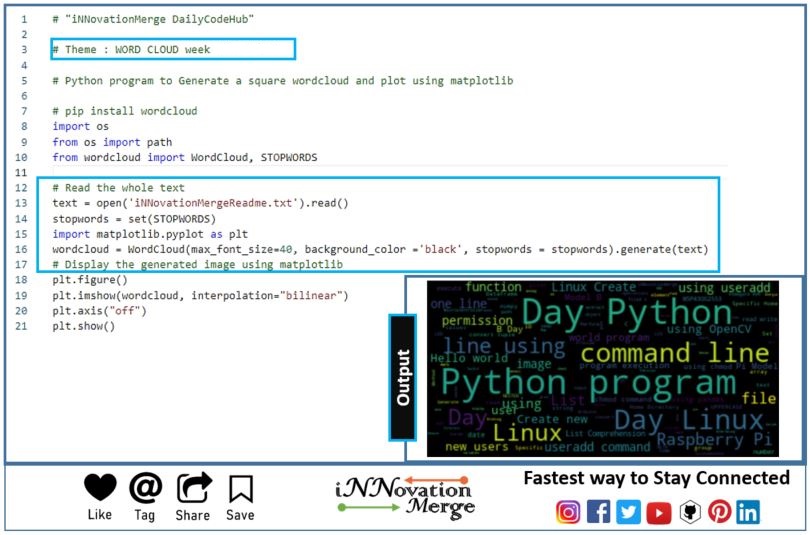 1 # "iNNovationMerge DailyCodeHub"
2
3 # Theme : WORD CLOUD week
4
5 # Python program to Generate a square wordcloud and plot using matplotlib
6
7 # pip install wordcloud
8 import os
9 from os import path
10 from wordcloud import WordCloud, STOPWORDS
11
12 # Read the whole text
13 text = open('iNNovationMergeReadme.txt').read()
14 stopwords = set(STOPWORDS)
15 import matplotlib.pyplot as plt
16 wordcloud = WordCloud(max_font_size=40, background_color ='black', stopwords = stopwords).generate(text)
17 # Display the generated image using matplotlib
18 plt.figure()
19 plt.imshow(wordcloud, interpolation="bilinear")
20 plt.axis("off")
21 plt.show()
Output
function
Linux Create
using useradd
one line
Day Python
permission
B Day
using OpenCV
world program
line using
command line
Hello world
image
program execution
using chmod
Pi Model
Python program
using
List
file
user
Day
Create new
Day Linux
Linux
List Comprehension
Raspberry Pi
new users
useradd command
Like
Tag
Share
Save
iNNovation
Merge
Fastest way to Stay Connected